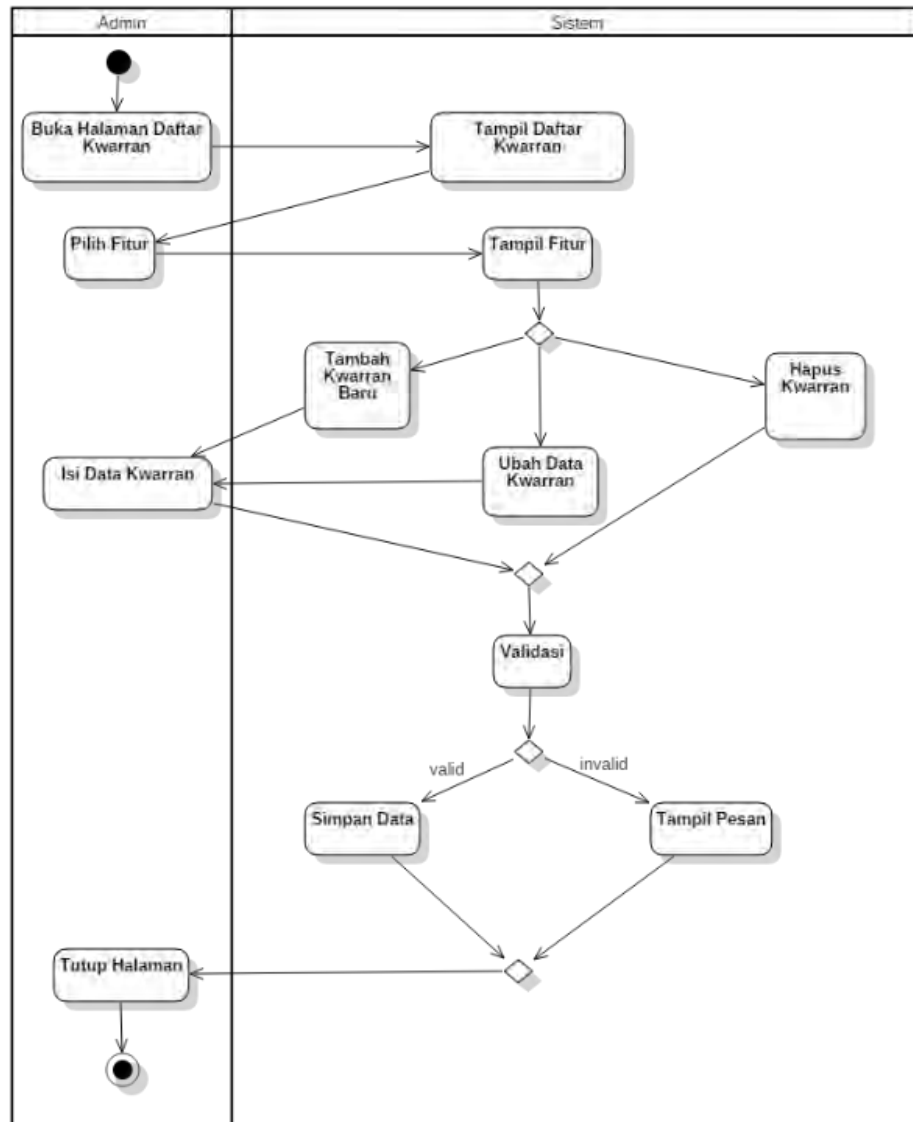 Admin
Sistem
Buka Halaman Daftar
Kwarran
Tampil Daftar
Kwarran
Pilih Fitur
Tampil Fitur
Tambah
Kwarran
Baru
Hapus
Kwarran
Isi Data Kwarran
Ubah Data
Kwarran
Validasi
valid
invalid
Simpan Data
Tampil Pesan
Tutup Halaman